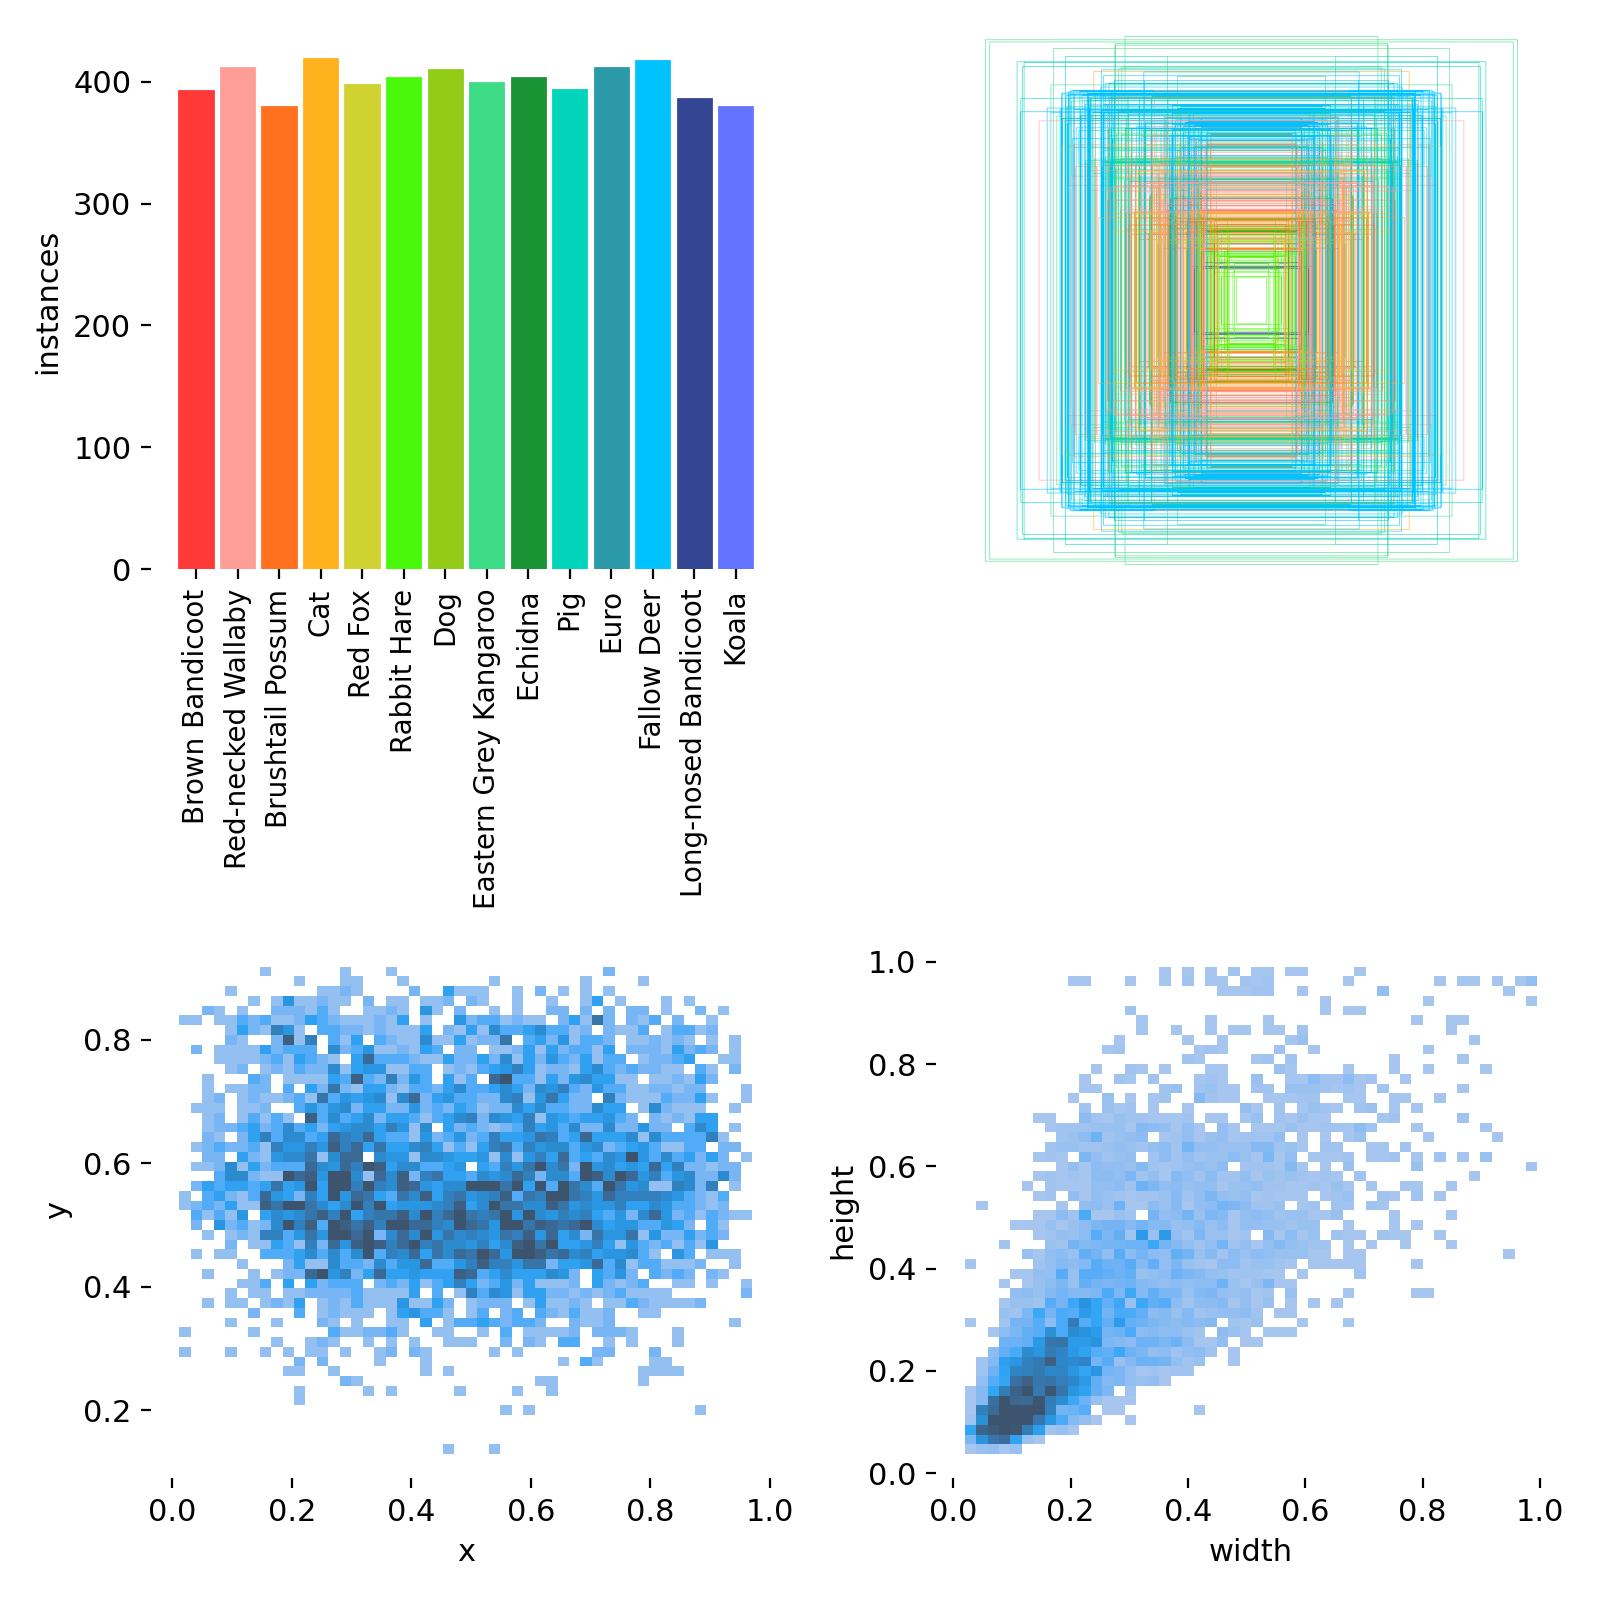 instances
400
300
200
100
0
Brown Bandicoot
Red-necked Wallaby
Brushtail Possum
Cat
Red Fox
Rabbit Hare
Dog
Eastern Grey Kangaroo
Echidna
Pig
Euro
Fallow Deer
Long-nosed Bandicoot
Koala
y
0.8
0.6
0.4
0.2
0.0 0.2 0.4 0.6 0.8 1.0
x
height
1.0
0.8
0.6
0.4
0.2
0.0
0.0 0.2 0.4 0.6 0.8 1.0
width